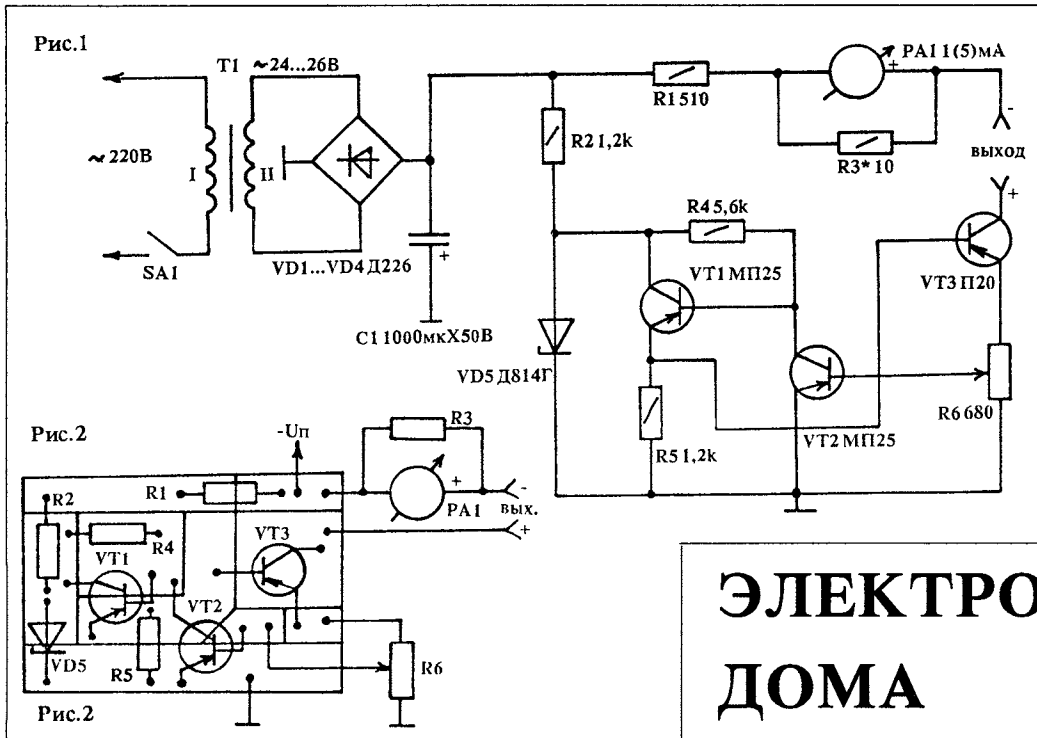 Рис.1
T1 ~24...26В
~220В
I
II
SA1
VD1...VD4 Д226
+
C1 1000мкX50В
R1 510
PA1 1(5)мА
+
R3* 10
-
выход
+
R2 1,2k
R4 5,6k
VT1 МП25
VT3 П20
VD5 Д814Г
R5 1,2k
VT2 МП25
R6 680
Рис.2
-Uп
R3
R2
R1
+
PA1
-
вых.
+
R4
VT1
VT3
VT2
VD5
R5
R6
Рис.2
ЭЛЕКТРО
ДОМА